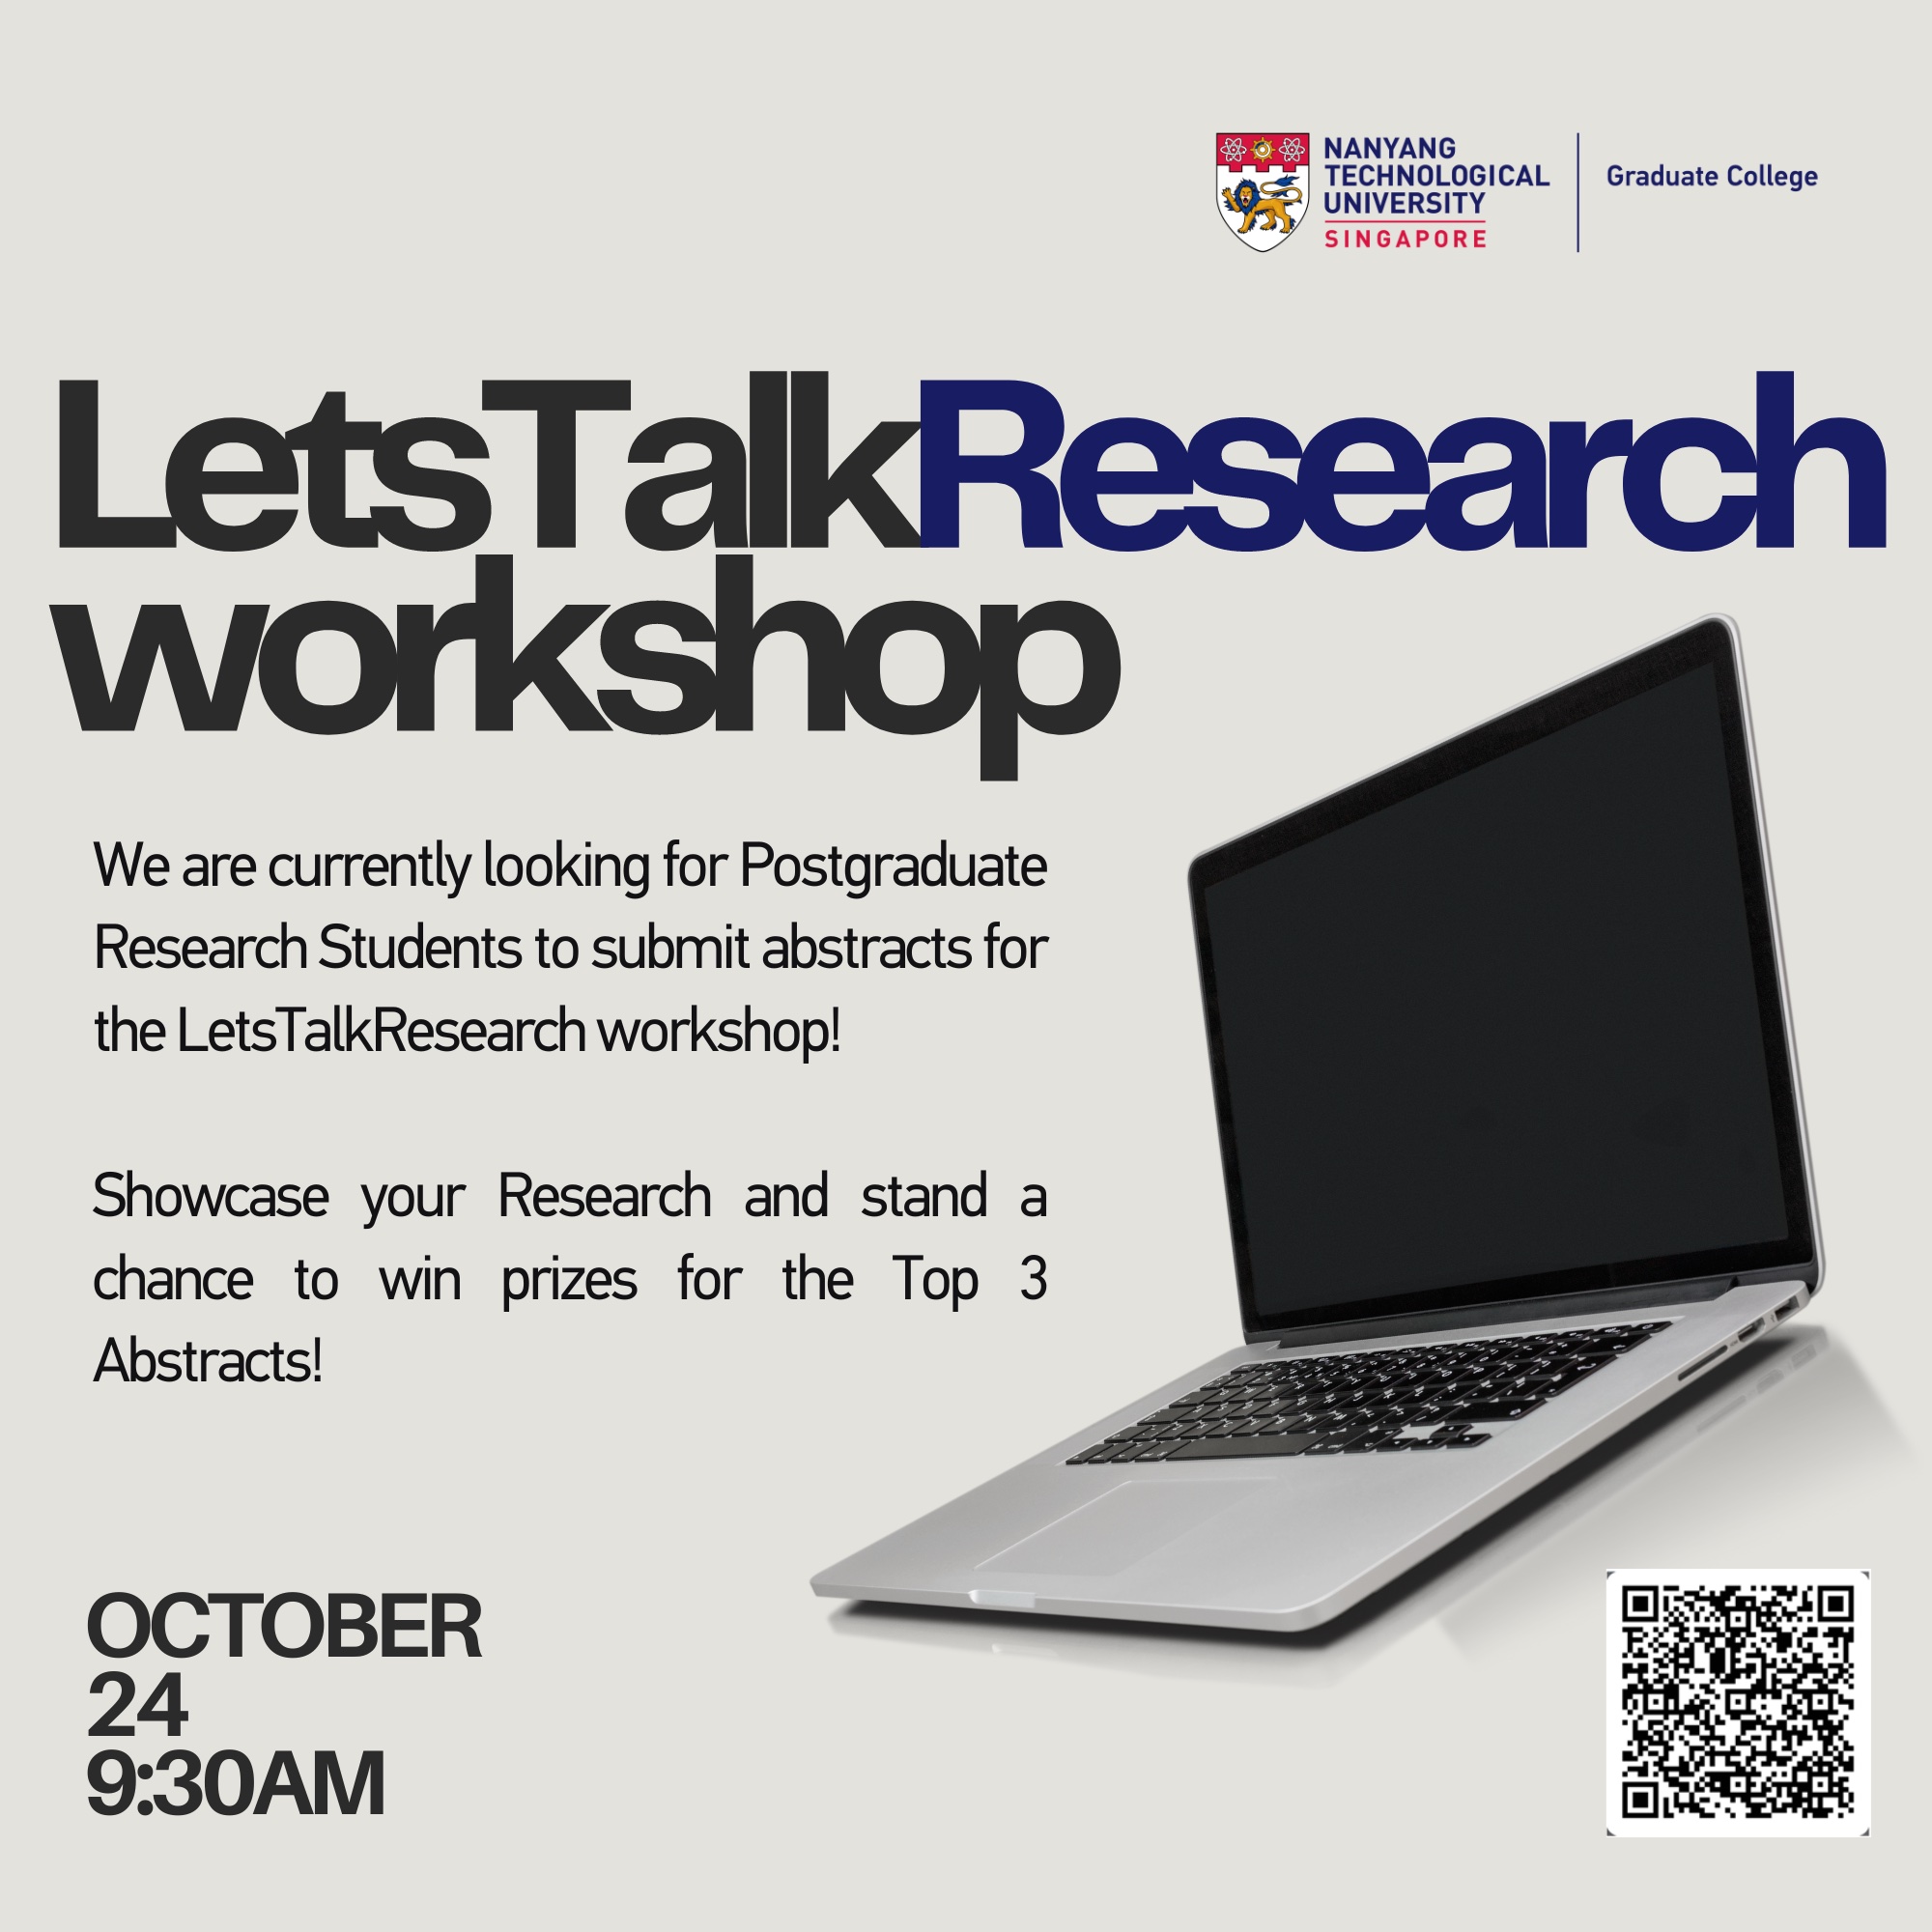 NANYANG
TECHNOLOGICAL
UNIVERSITY
SINGAPORE
Graduate College
LetsTalkResearch
workshop
We are currently looking for Postgraduate
Research Students to submit abstracts for
the LetsTalkResearch workshop!
Showcase your Research and stand a
chance to win prizes for the Top 3
Abstracts!
OCTOBER
24
9:30AM